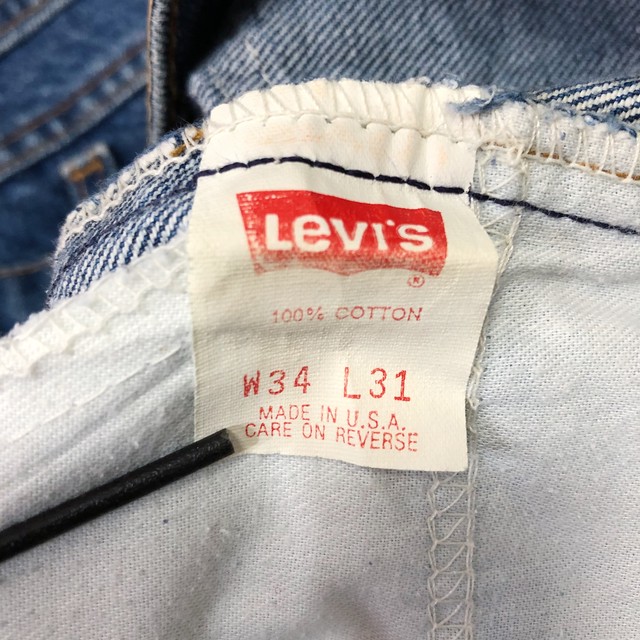 Levi's
®
100% COTTON
W34 L31
MADE IN U.S.A.
CARE ON REVERSE